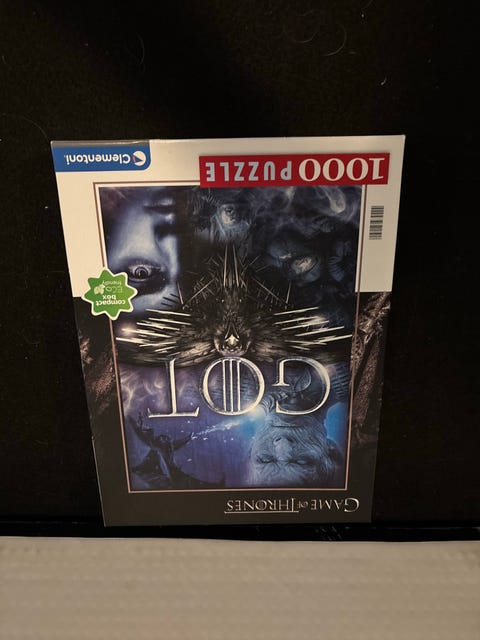 GAME OF THRONES
GOT
compact
box
ECO
friendly
1000 PUZZLE
Clementoni.